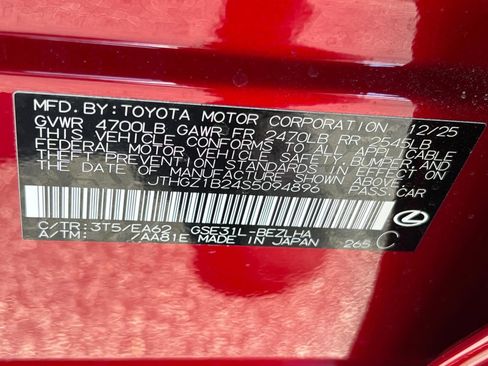 MFD. BY: TOYOTA MOTOR CORPORATION 12/25
GVWR 4700LB GAWR FR 2470LB RR 2545LB
THIS VEHICLE CONFORMS TO ALL APPLICABLE
FEDERAL MOTOR VEHICLE SAFETY, BUMPER, AND
THEFT PREVENTION STANDARDS IN EFFECT ON
THE DATE OF MANUFACTURE SHOWN ABOVE.
JTHGZ1B24S5094896 PASS.CAR
C/TR: 3T5/EA62 GSE31L-BEZLHA
A/TM: /AA81E MADE IN JAPAN 265 C